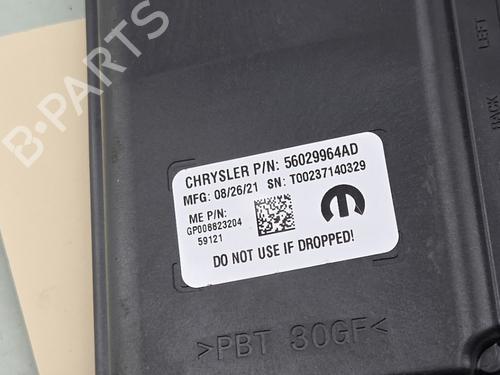 B-PARTS
LEFT
BACK
CHRYSLER P/N: 56029964AD
MFG: 08/26/21 SN: T00237140329
ME P/N:
GP008823204
59121
DO NOT USE IF DROPPED!
>PBT 30GF<